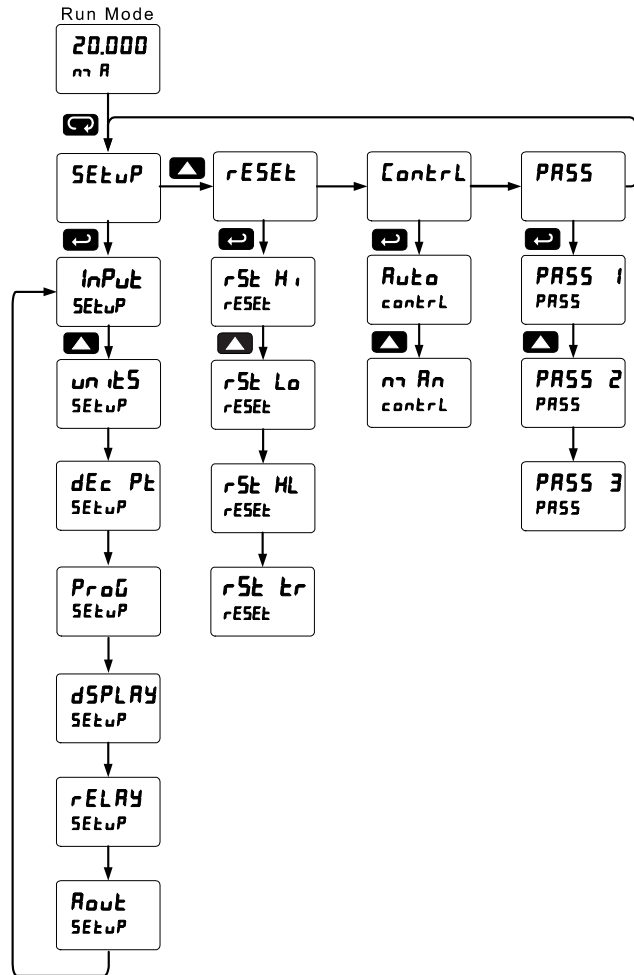 Run Mode
20.000
mA
SEtuP
rESEt
ContrL
PASS
InPut
SEtuP
rSt Hi
rESEt
Auto
contrL
PASS 1
PASS
unitS
SEtuP
rSt Lo
rESEt
mAn
contrL
PASS 2
PASS
dEc Pt
SEtuP
rSt HL
rESEt
PASS 3
PASS
ProG
SEtuP
rSt tr
rESEt
dSPLAY
SEtuP
rELAY
SEtuP
Aout
SEtuP